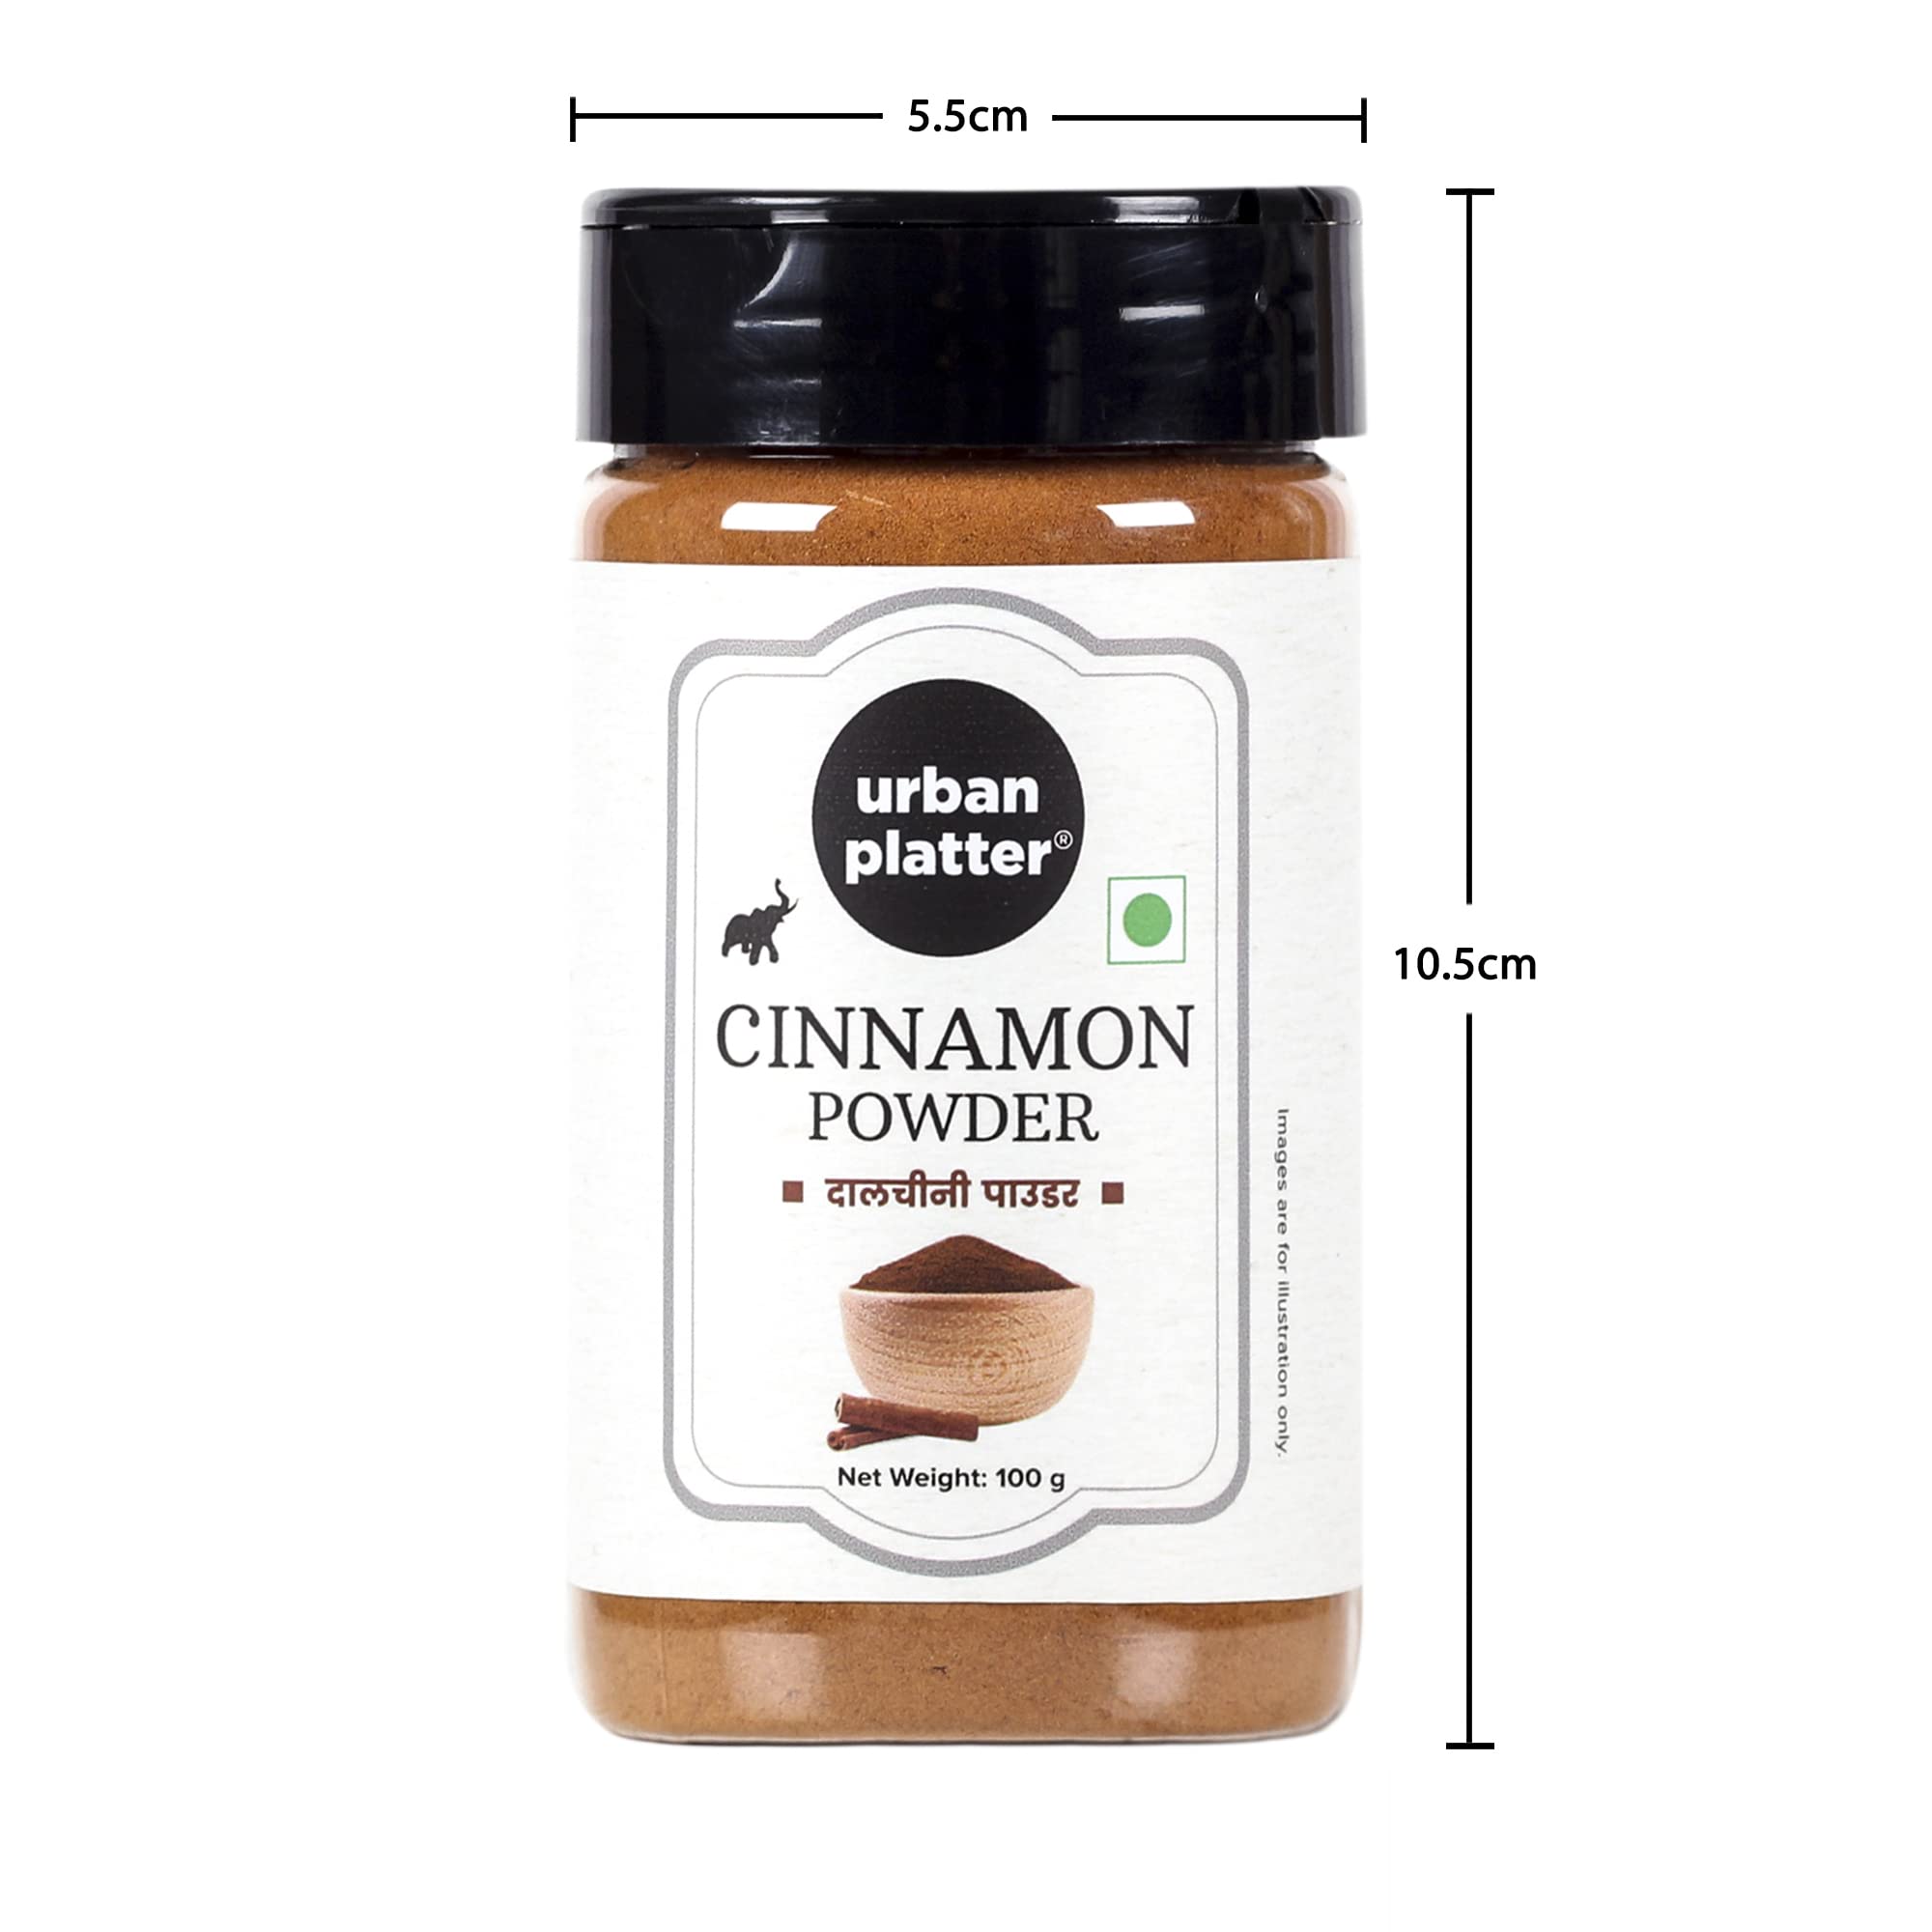 5.5cm
urban
platter®
CINNAMON
POWDER
दालचीनी पाउडर
Net Weight: 100 g
Images are for illustration only.
10.5cm